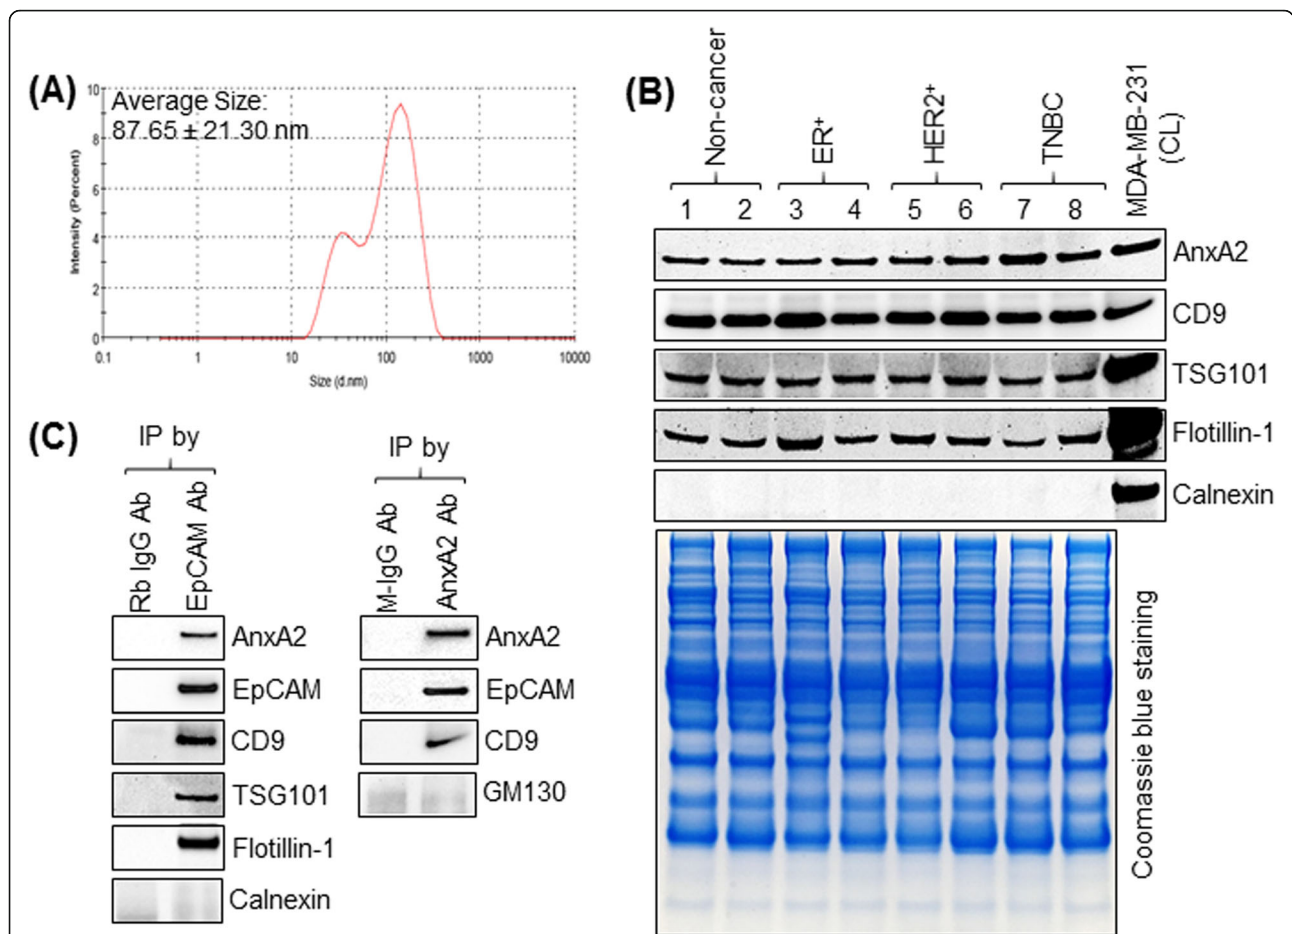 (A)
Average Size:
87.65 ± 21.30 nm
10
8
6
4
2
0
0.1
1
10
100
1000
10000
Intensity (Percent)
Size (d.nm)
(B)
Non-cancer
ER+
HER2+
TNBC
MDA-MB-231
(CL)
1 2 3 4 5 6 7 8
AnxA2
CD9
TSG101
Flotillin-1
Calnexin
Coomassie blue staining
(C)
IP by
Rb IgG Ab
EpCAM Ab
AnxA2
EpCAM
CD9
TSG101
Flotillin-1
Calnexin
IP by
M-IgG Ab
AnxA2 Ab
AnxA2
EpCAM
CD9
GM130